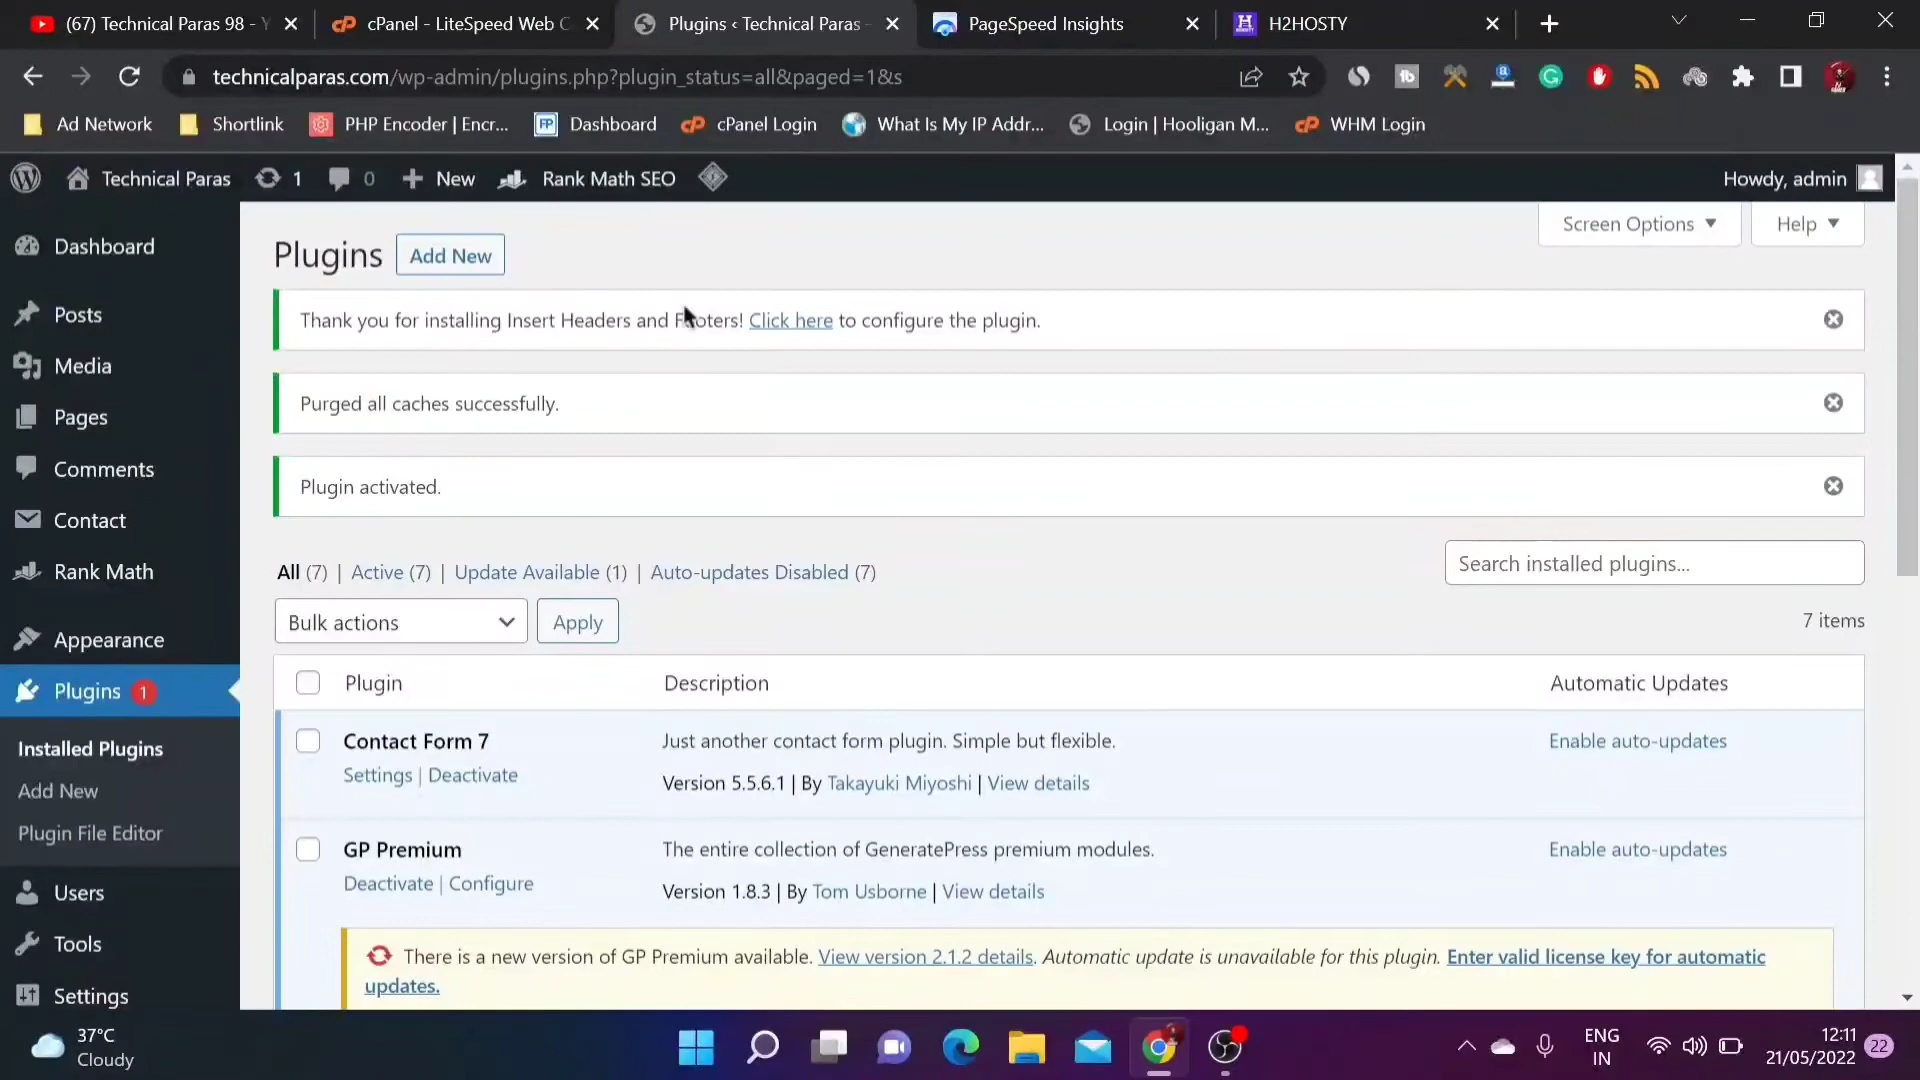 (67) Technical Paras 98 - Y
cPanel - LiteSpeed Web C
Plugins ‹ Technical Paras -
PageSpeed Insights
H2HOSTY
technicalparas.com/wp-admin/plugins.php?plugin_status=all&paged=1&s
Ad Network
Shortlink
PHP Encoder | Encr...
Dashboard
cPanel Login
What Is My IP Addr...
Login | Hooligan M...
WHM Login
Technical Paras
1
0
New
Rank Math SEO
Howdy, admin
Dashboard
Posts
Media
Pages
Comments
Contact
Rank Math
Appearance
Plugins 1
Installed Plugins
Add New
Plugin File Editor
Users
Tools
Settings
Screen Options
Help
Plugins
Add New
Thank you for installing Insert Headers and Footers! Click here to configure the plugin.
Purged all caches successfully.
Plugin activated.
All (7) | Active (7) | Update Available (1) | Auto-updates Disabled (7)
Search installed plugins...
Bulk actions
Apply
7 items
Plugin
Description
Automatic Updates
Contact Form 7
Just another contact form plugin. Simple but flexible.
Enable auto-updates
Settings | Deactivate
Version 5.5.6.1 | By Takayuki Miyoshi | View details
GP Premium
The entire collection of GeneratePress premium modules.
Enable auto-updates
Deactivate | Configure
Version 1.8.3 | By Tom Usborne | View details
There is a new version of GP Premium available. View version 2.1.2 details. Automatic update is unavailable for this plugin. Enter valid license key for automatic
updates.
37°C
Cloudy
ENG
IN
12:11
21/05/2022
22